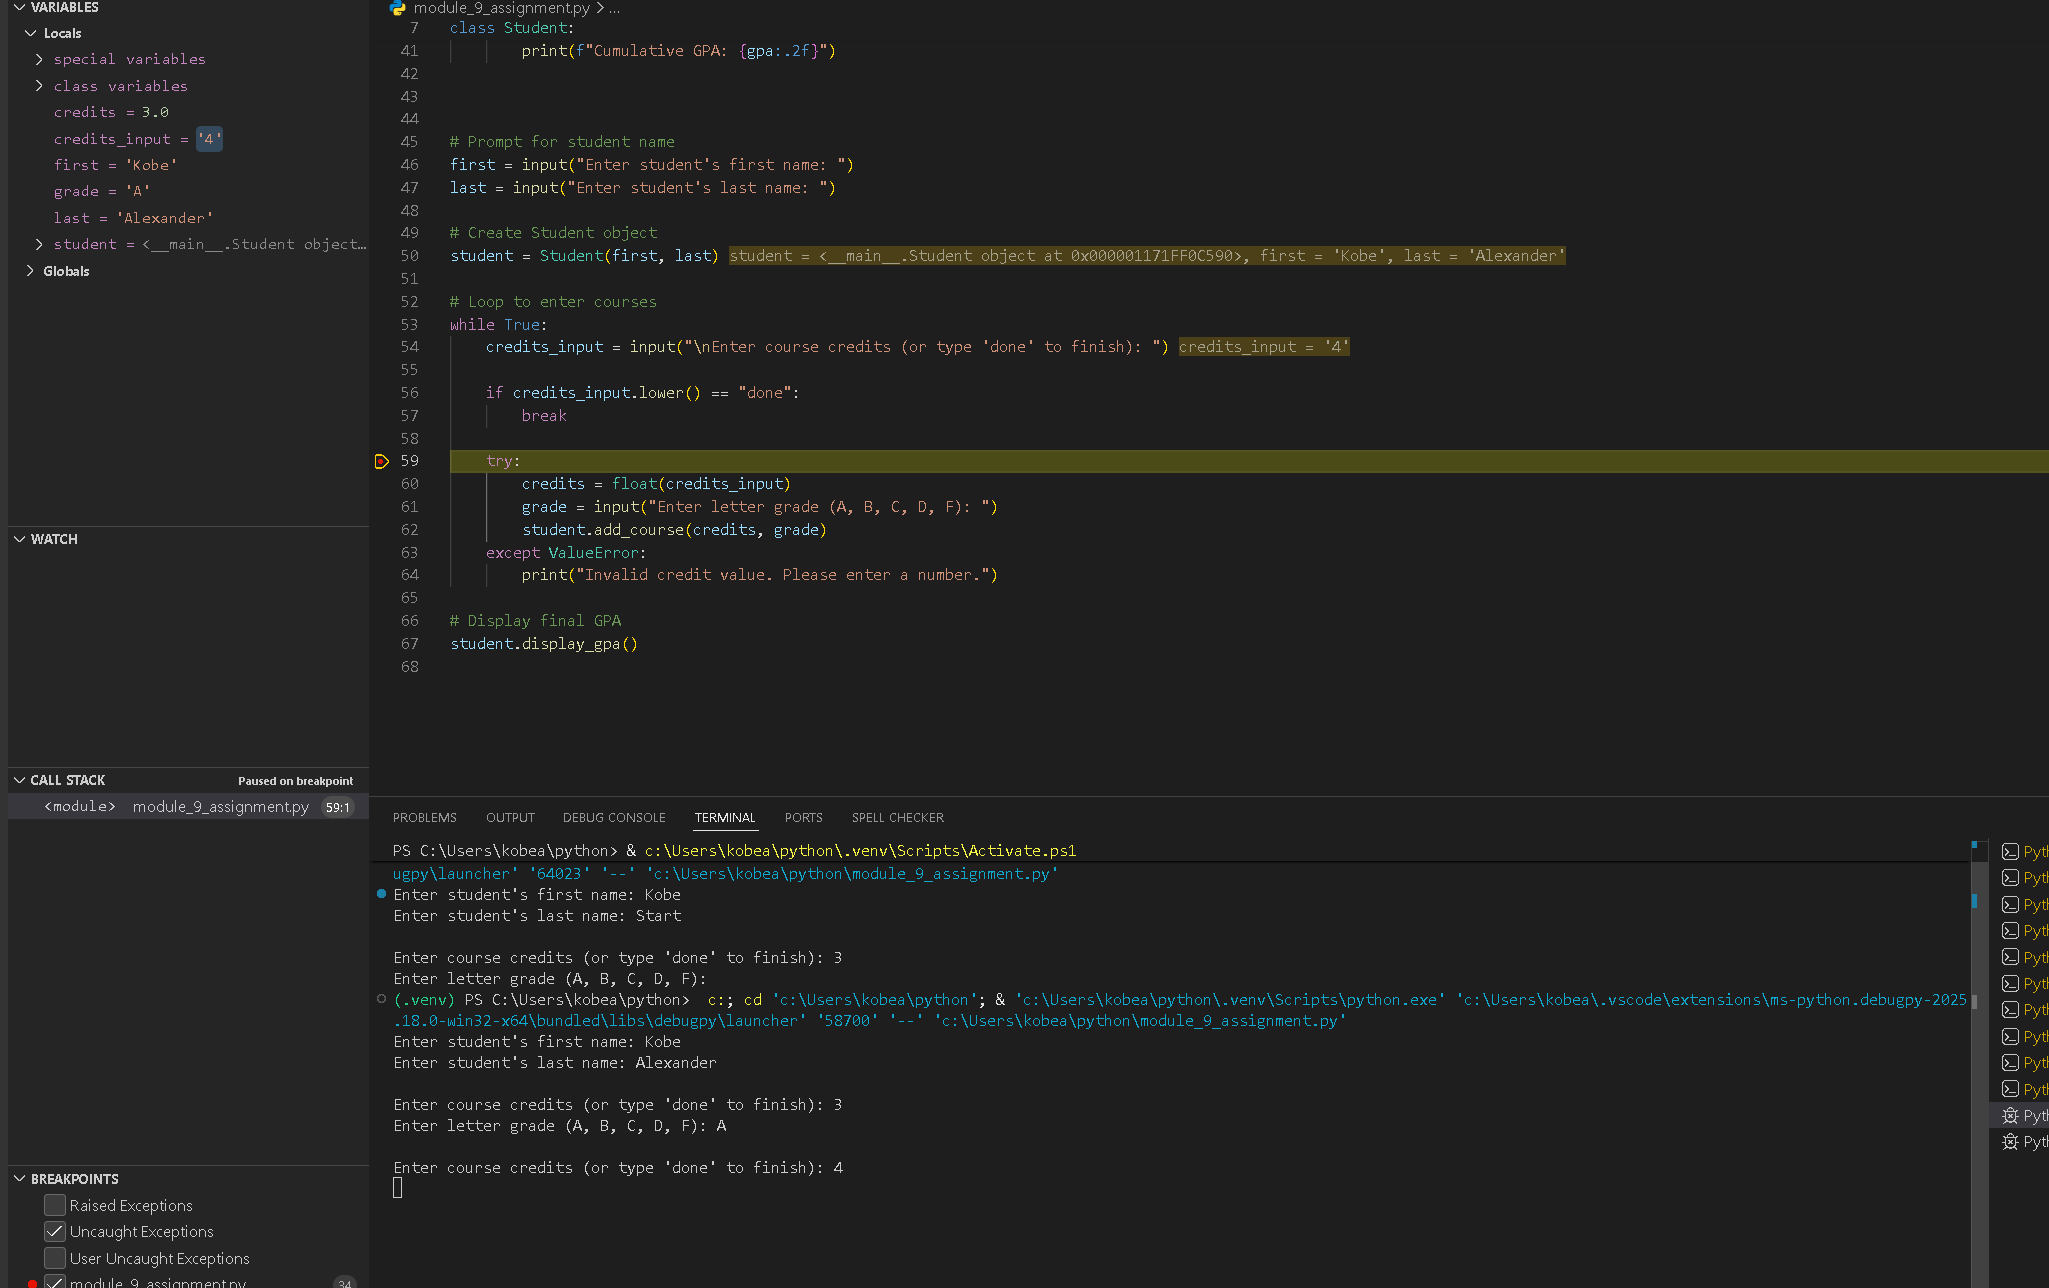 VARIABLES
Locals
special variables
class variables
credits = 3.0
credits_input = '4'
first = 'Kobe'
grade = 'A'
last = 'Alexander'
student = <__main__.Student object…
Globals
WATCH
CALL STACK
Paused on breakpoint
<module> module_9_assignment.py 59:1
BREAKPOINTS
Raised Exceptions
Uncaught Exceptions
User Uncaught Exceptions
module_9_assignment.py 34
module_9_assignment.py > ...
7 class Student:
41 print(f"Cumulative GPA: {gpa:.2f}")
42
43
44
45 # Prompt for student name
46 first = input("Enter student's first name: ")
47 last = input("Enter student's last name: ")
48
49 # Create Student object
50 student = Student(first, last) student = <__main__.Student object at 0x000001171FF0C590>, first = 'Kobe', last = 'Alexander'
51
52 # Loop to enter courses
53 while True:
54 credits_input = input("\nEnter course credits (or type 'done' to finish): ") credits_input = '4'
55
56 if credits_input.lower() == "done":
57 break
58
59 try:
60 credits = float(credits_input)
61 grade = input("Enter letter grade (A, B, C, D, F): ")
62 student.add_course(credits, grade)
63 except ValueError:
64 print("Invalid credit value. Please enter a number.")
65
66 # Display final GPA
67 student.display_gpa()
68
PROBLEMS OUTPUT DEBUG CONSOLE TERMINAL PORTS SPELL CHECKER
PS C:\Users\kobea\python> & c:\Users\kobea\python\.venv\Scripts\Activate.ps1
ugpy\launcher' '64023' '--' 'c:\Users\kobea\python\module_9_assignment.py'
Enter student's first name: Kobe
Enter student's last name: Start
Enter course credits (or type 'done' to finish): 3
Enter letter grade (A, B, C, D, F):
(.venv) PS C:\Users\kobea\python>  c:; cd 'c:\Users\kobea\python'; & 'c:\Users\kobea\python\.venv\Scripts\python.exe' 'c:\Users\kobea\.vscode\extensions\ms-python.debugpy-2025
.18.0-win32-x64\bundled\libs\debugpy\launcher' '58700' '--' 'c:\Users\kobea\python\module_9_assignment.py'
Enter student's first name: Kobe
Enter student's last name: Alexander
Enter course credits (or type 'done' to finish): 3
Enter letter grade (A, B, C, D, F): A
Enter course credits (or type 'done' to finish): 4
Pyth
Pyth
Pyth
Pyth
Pyth
Pyth
Pyth
Pyth
Pyth
Pyth
Pyth
Pyth